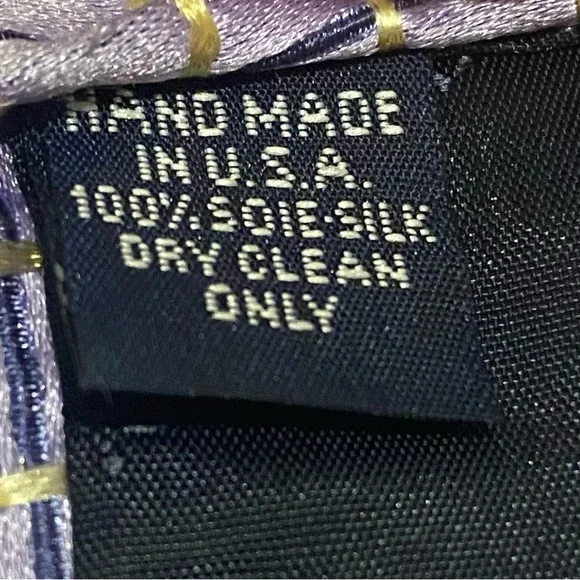 HAND MADE
IN U.S.A.
100% SOIE-SILK
DRY CLEAN
ONLY